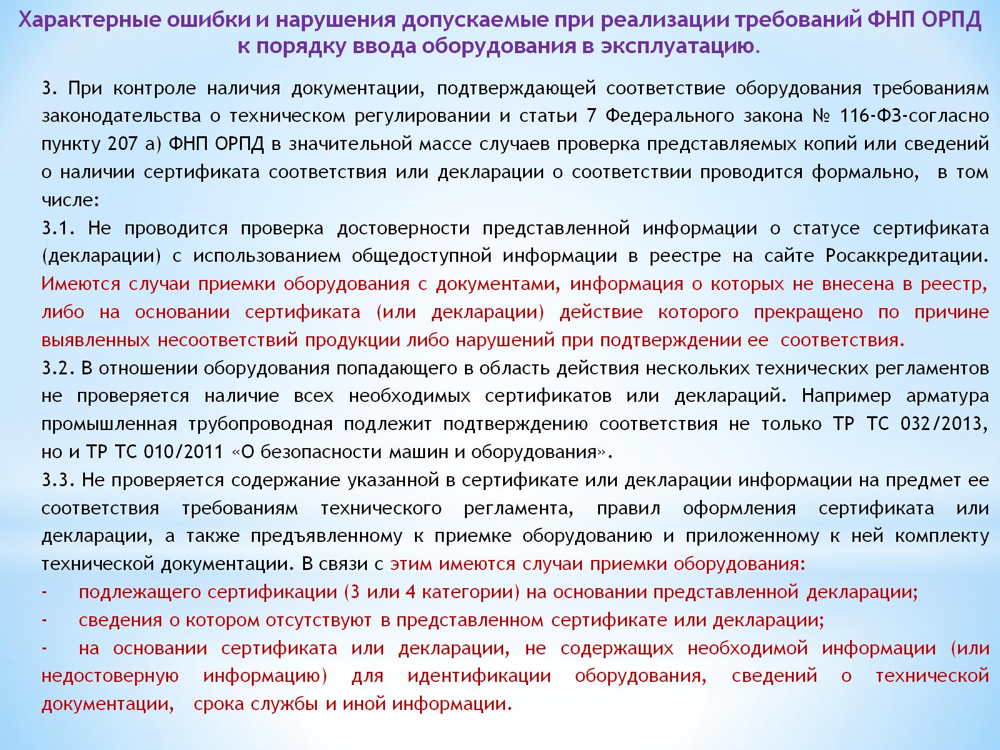 Характерные ошибки и нарушения допускаемые при реализации требований ФНП ОРПД
к порядку ввода оборудования в эксплуатацию.
3. При контроле наличия документации, подтверждающей соответствие оборудования требованиям
законодательства о техническом регулировании и статьи 7 Федерального закона № 116-ФЗ-согласно
пункту 207 а) ФНП ОРПД в значительной массе случаев проверка представляемых копий или сведений
о наличии сертификата соответствия или декларации о соответствии проводится формально, в том
числе:
3.1. Не проводится проверка достоверности представленной информации о статусе сертификата
(декларации) с использованием общедоступной информации в реестре на сайте Росаккредитации.
Имеются случаи приемки оборудования с документами, информация о которых не внесена в реестр,
либо на основании сертификата (или декларации) действие которого прекращено по причине
выявленных несоответствий продукции либо нарушений при подтверждении ее соответствия.
3.2. В отношении оборудования попадающего в область действия нескольких технических регламентов
не проверяется наличие всех необходимых сертификатов или деклараций. Например арматура
промышленная трубопроводная подлежит подтверждению соответствия не только ТР ТС 032/2013,
но и ТР ТС 010/2011 «О безопасности машин и оборудования».
3.3. Не проверяется содержание указанной в сертификате или декларации информации на предмет ее
соответствия требованиям технического регламента, правил оформления сертификата или
декларации, а также предъявленному к приемке оборудованию и приложенному к ней комплекту
технической документации. В связи с этим имеются случаи приемки оборудования:
- подлежащего сертификации (3 или 4 категории) на основании представленной декларации;
- сведения о котором отсутствуют в представленном сертификате или декларации;
- на основании сертификата или декларации, не содержащих необходимой информации (или
недостоверную информацию) для идентификации оборудования, сведений о технической
документации, срока службы и иной информации.